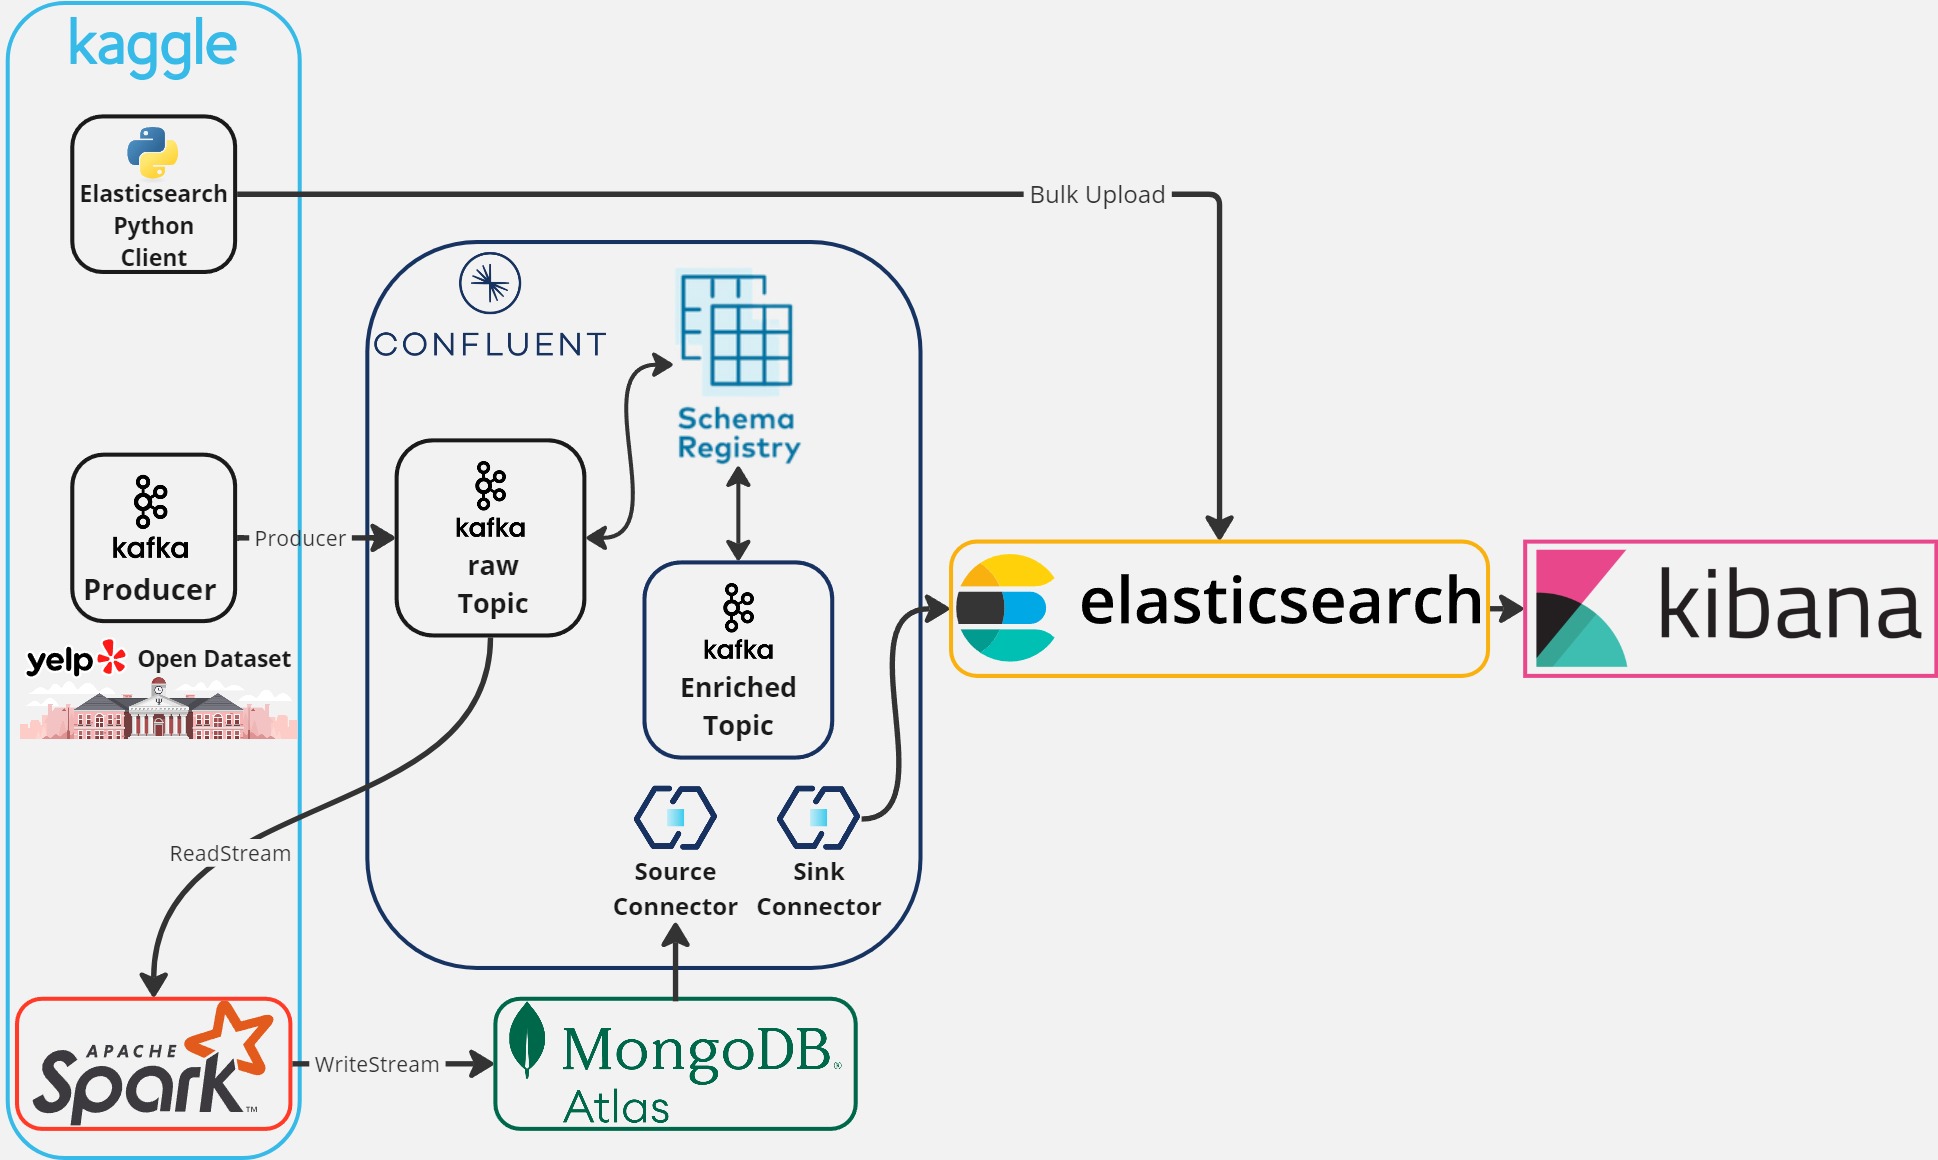 kaggle
Elasticsearch
Python
Client
Bulk Upload
CONFLUENT
Schema
Registry
kafka
Producer
Producer
kafka
raw
Topic
yelp Open Dataset
kafka
Enriched
Topic
elasticsearch
kibana
ReadStream
Source
Connector
Sink
Connector
APACHE
Spark™
WriteStream
MongoDB®
Atlas